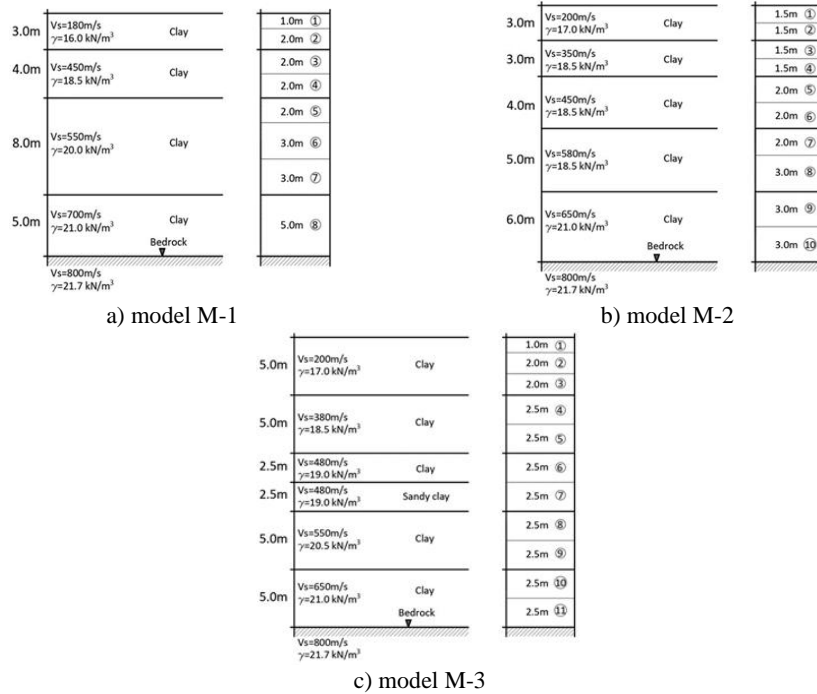 3.0m Vs=180m/s γ=16.0 kN/m³ Clay
4.0m Vs=450m/s γ=18.5 kN/m³ Clay
8.0m Vs=550m/s γ=20.0 kN/m³ Clay
5.0m Vs=700m/s γ=21.0 kN/m³ Clay
Bedrock
Vs=800m/s
γ=21.7 kN/m³
1.0m ①
2.0m ②
2.0m ③
2.0m ④
2.0m ⑤
3.0m ⑥
3.0m ⑦
5.0m ⑧
a) model M-1
3.0m Vs=200m/s γ=17.0 kN/m³ Clay
3.0m Vs=350m/s γ=18.5 kN/m³ Clay
4.0m Vs=450m/s γ=18.5 kN/m³ Clay
5.0m Vs=580m/s γ=18.5 kN/m³ Clay
6.0m Vs=650m/s γ=21.0 kN/m³ Clay
Bedrock
Vs=800m/s
γ=21.7 kN/m³
1.5m ①
1.5m ②
1.5m ③
1.5m ④
2.0m ⑤
2.0m ⑥
2.0m ⑦
3.0m ⑧
3.0m ⑨
3.0m ⑩
b) model M-2
5.0m Vs=200m/s γ=17.0 kN/m³ Clay
5.0m Vs=380m/s γ=18.5 kN/m³ Clay
2.5m Vs=480m/s γ=19.0 kN/m³ Clay
2.5m Vs=480m/s γ=19.0 kN/m³ Sandy clay
5.0m Vs=550m/s γ=20.5 kN/m³ Clay
5.0m Vs=650m/s γ=21.0 kN/m³ Clay
Bedrock
Vs=800m/s
γ=21.7 kN/m³
1.0m ①
2.0m ②
2.0m ③
2.5m ④
2.5m ⑤
2.5m ⑥
2.5m ⑦
2.5m ⑧
2.5m ⑨
2.5m ⑩
2.5m ⑪
c) model M-3